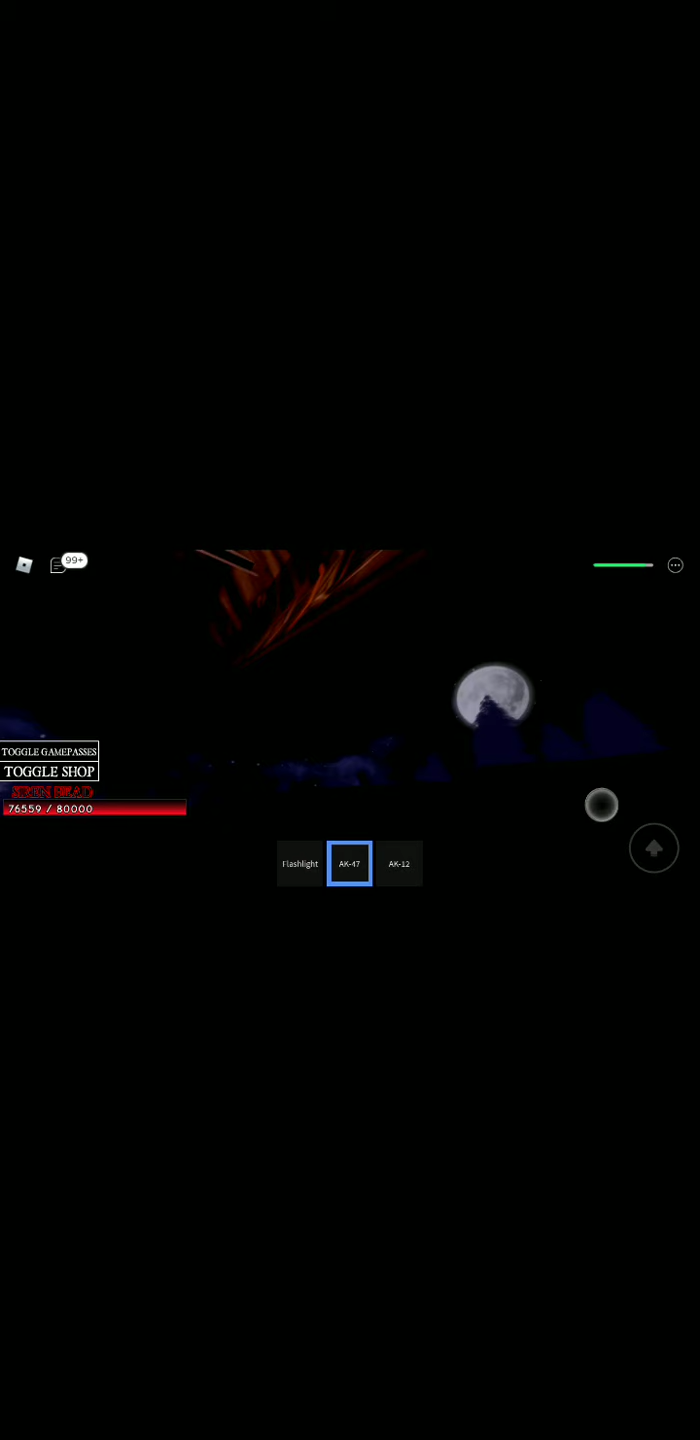 99+
TOGGLE GAMEPASSES
TOGGLE SHOP
SIREN HEAD
76559 / 80000
Flashlight
AK-47
AK-12